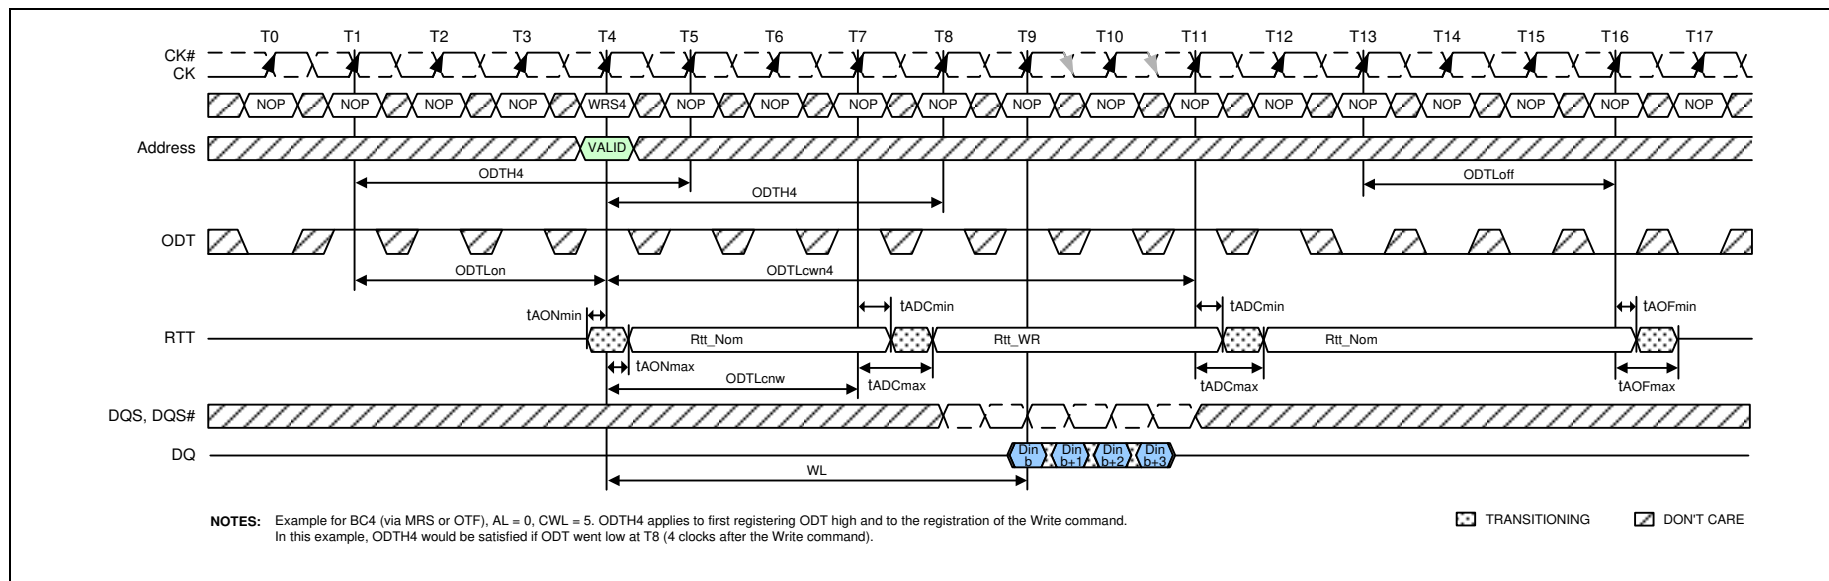 T0 T1 T2 T3 T4 T5 T6 T7 T8 T9 T10 T11 T12 T13 T14 T15 T16 T17
CK#
CK
NOP NOP NOP NOP WRS4 NOP NOP NOP NOP NOP NOP NOP NOP NOP NOP NOP NOP NOP
Address VALID
ODTH4 ODTLoff
ODTH4
ODT
ODTLon ODTLcwn4
tAONmin tADCmin tADCmin tAOFmin
RTT Rtt_Nom Rtt_WR Rtt_Nom
tAONmax
ODTLcnw tADCmax tADCmax tAOFmax
DQS, DQS#
DQ Din b Din b+1 Din b+2 Din b+3
WL
NOTES: Example for BC4 (via MRS or OTF), AL = 0, CWL = 5. ODTH4 applies to first registering ODT high and to the registration of the Write command.
In this example, ODTH4 would be satisfied if ODT went low at T8 (4 clocks after the Write command).
TRANSITIONING DON'T CARE